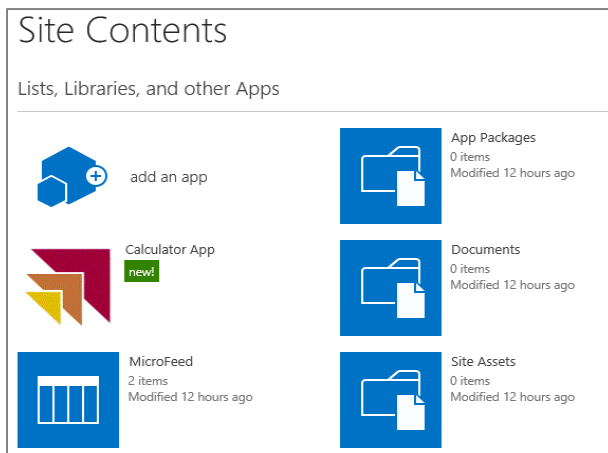 Site Contents
Lists, Libraries, and other Apps
add an app
App Packages
0 items
Modified 12 hours ago
Calculator App
new!
Documents
0 items
Modified 12 hours ago
MicroFeed
2 items
Modified 12 hours ago
Site Assets
0 items
Modified 12 hours ago